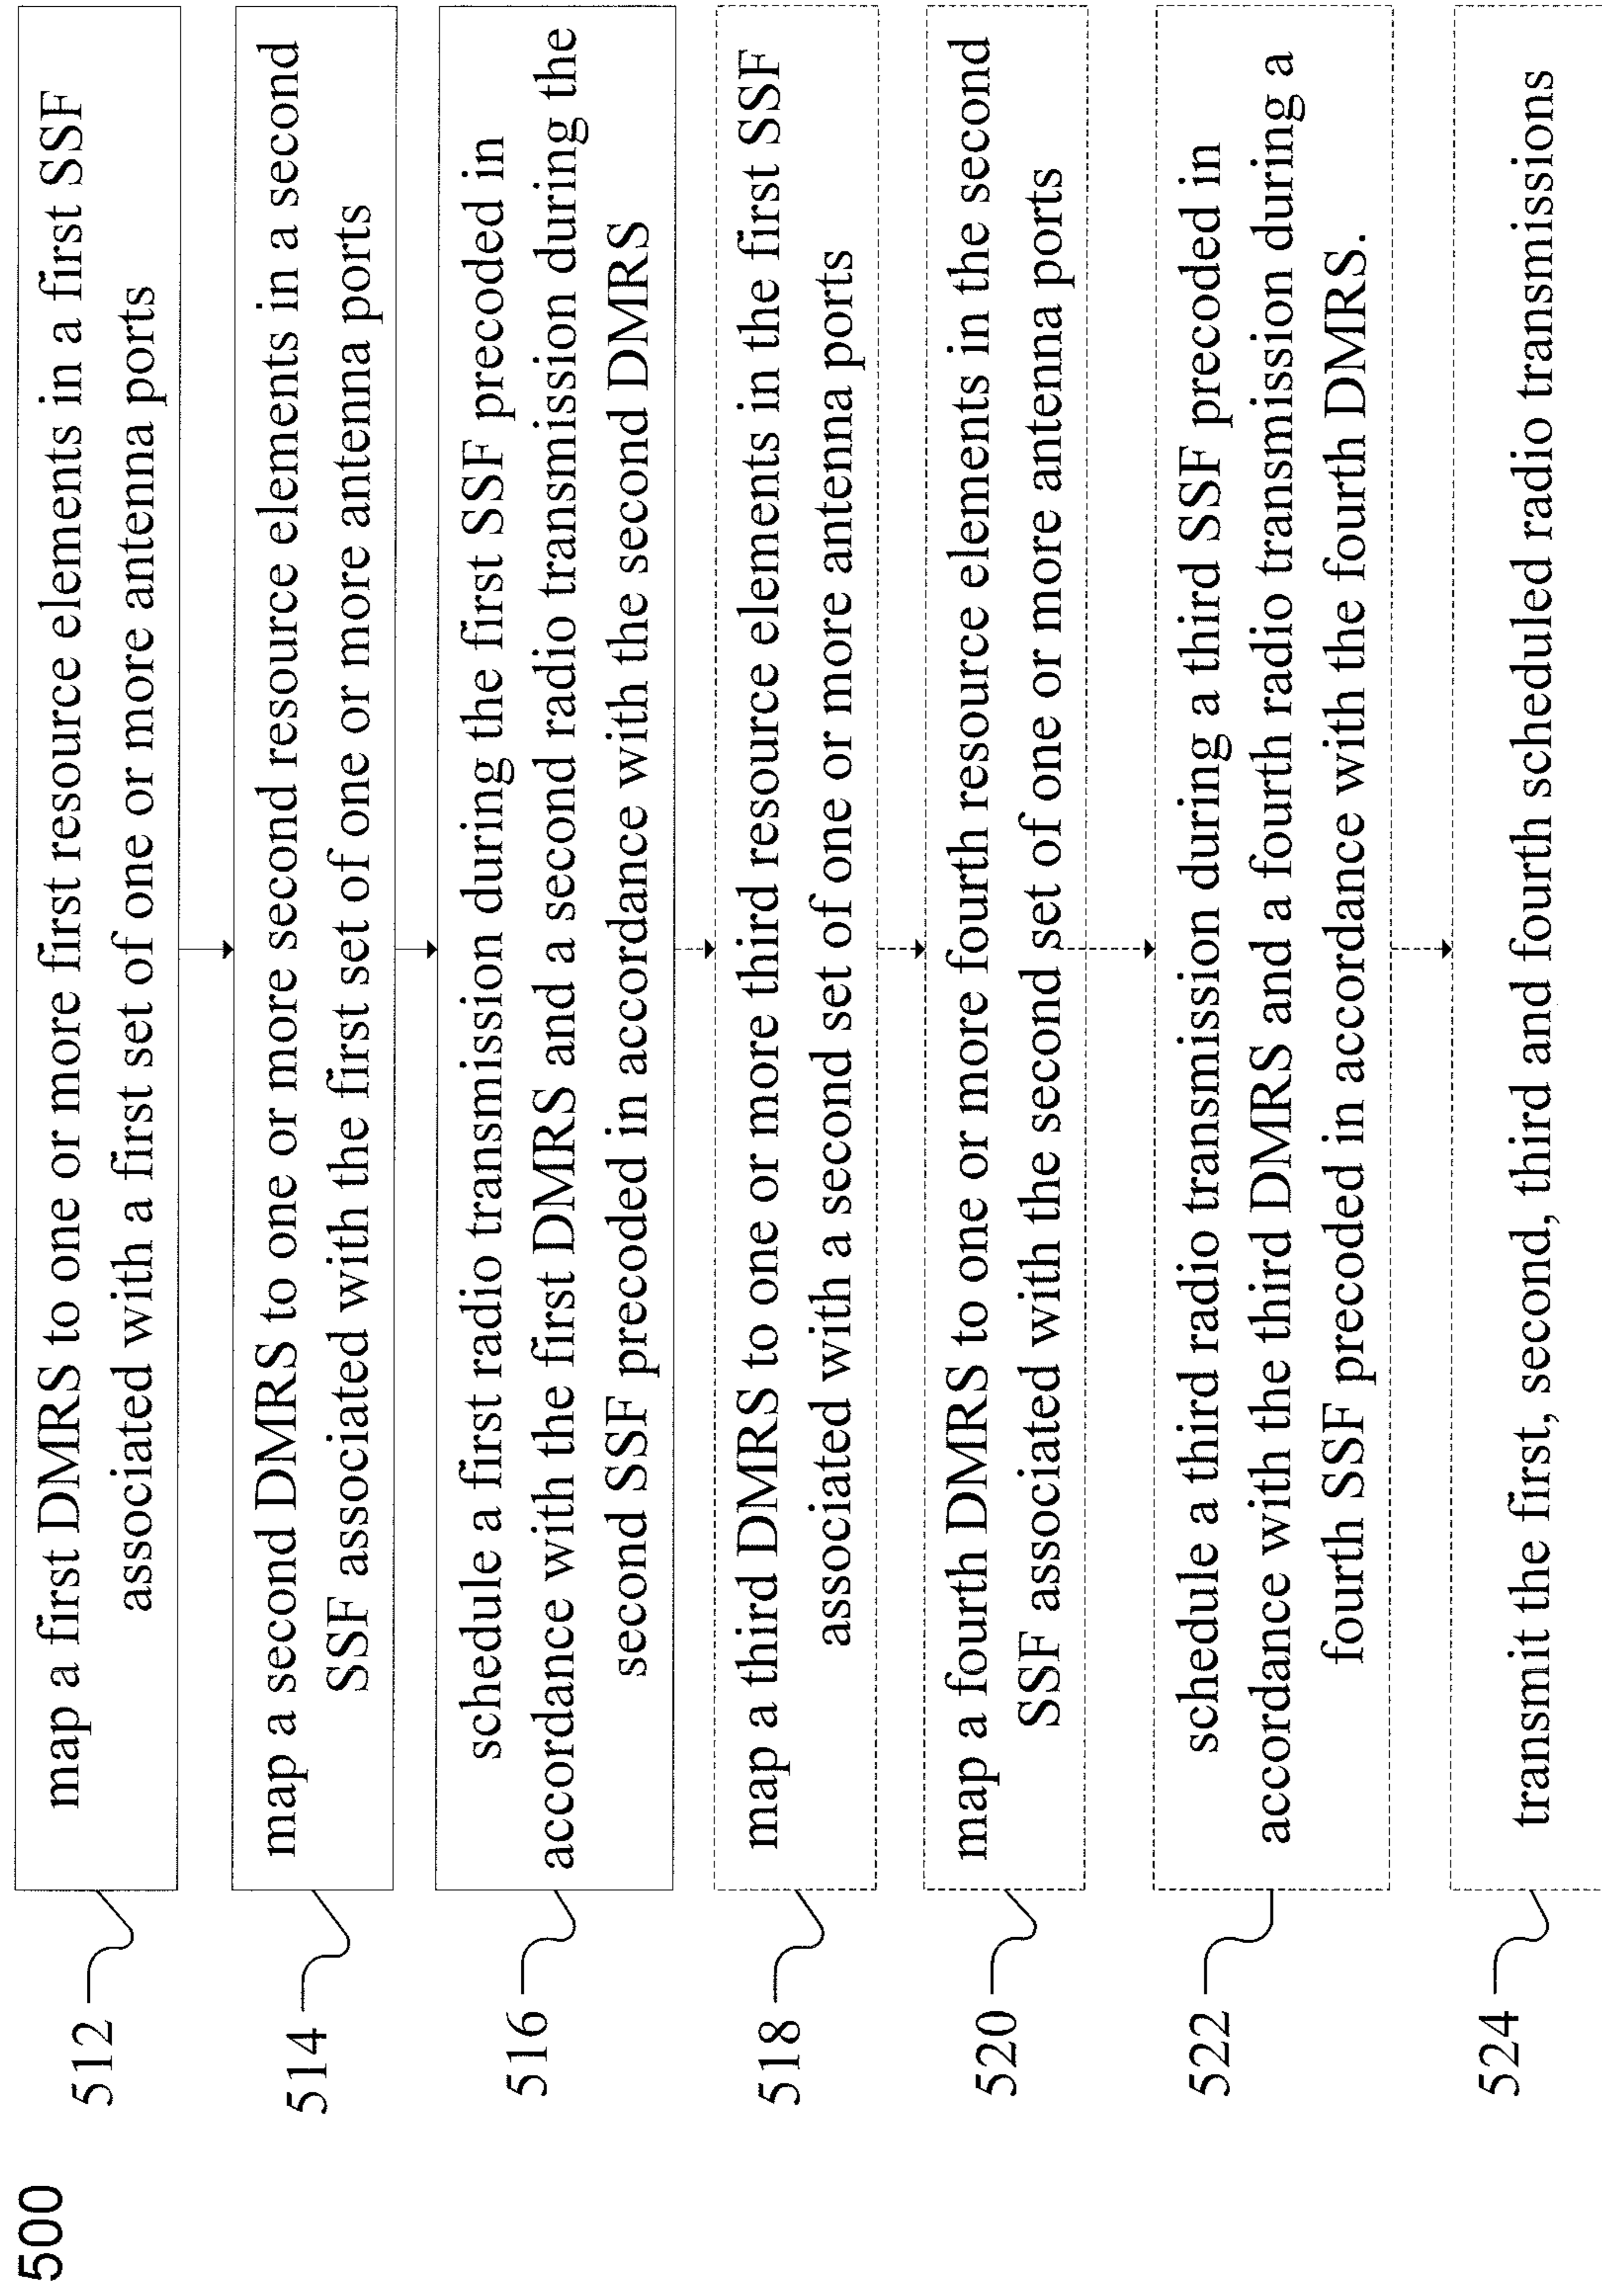 500
512
map a first DMRS to one or more first resource elements in a first SSF
associated with a first set of one or more antenna ports
514
map a second DMRS to one or more second resource elements in a second
SSF associated with the first set of one or more antenna ports
516
schedule a first radio transmission during the first SSF precoded in
accordance with the first DMRS and a second radio transmission during the
second SSF precoded in accordance with the second DMRS
518
map a third DMRS to one or more third resource elements in the first SSF
associated with a second set of one or more antenna ports
520
map a fourth DMRS to one or more fourth resource elements in the second
SSF associated with the second set of one or more antenna ports
522
schedule a third radio transmission during a third SSF precoded in
accordance with the third DMRS and a fourth radio transmission during a
fourth SSF precoded in accordance with the fourth DMRS.
524
transmit the first, second, third and fourth scheduled radio transmissions